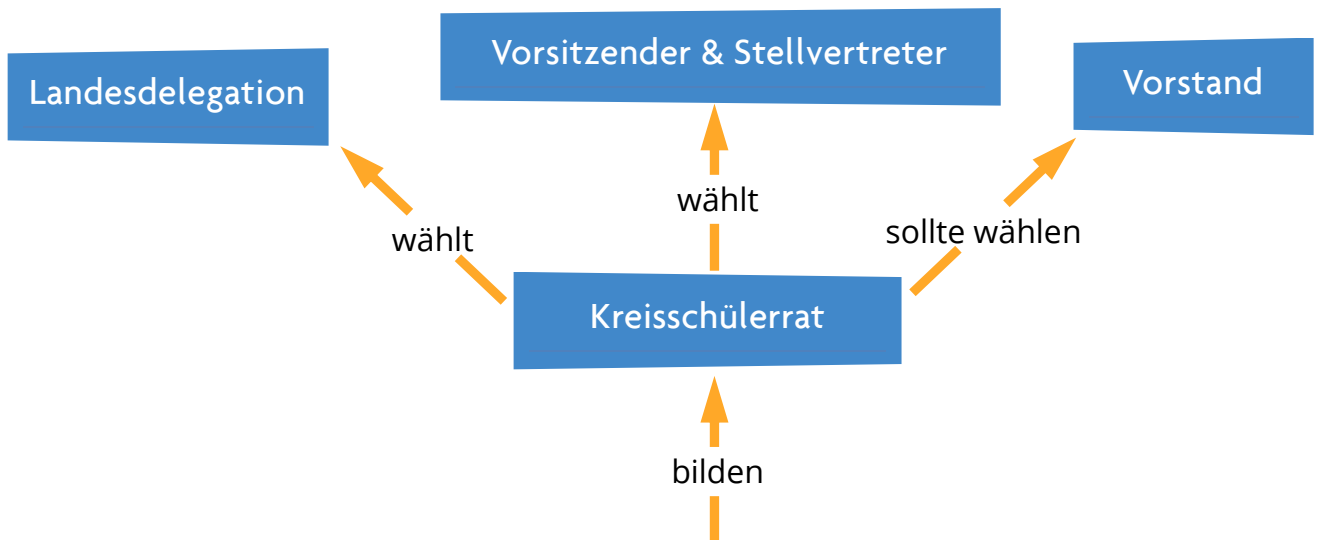 Vorsitzender & Stellvertreter
Landesdelegation
Vorstand
wählt
wählt
sollte wählen
Kreisschülerrat
bilden